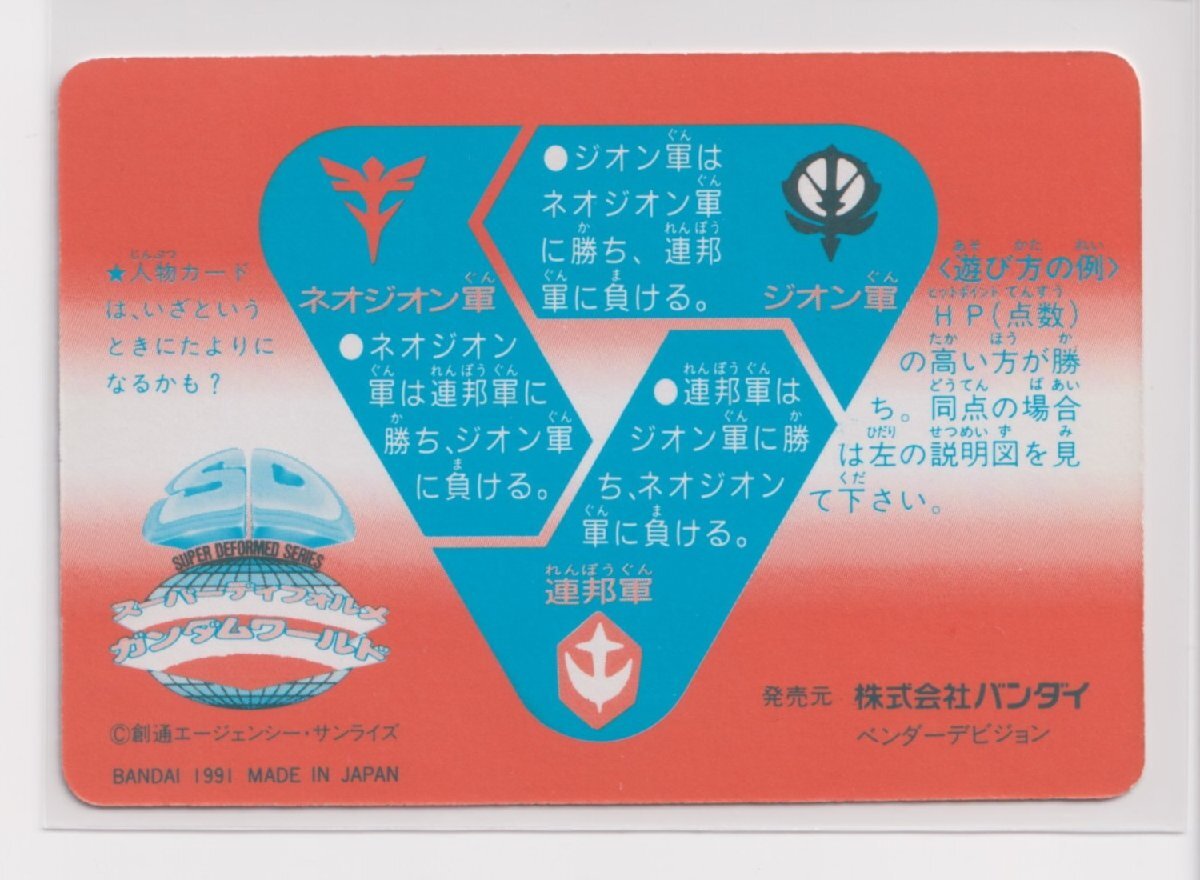 ●ジオン軍は
ネオジオン軍
に勝ち、連邦
軍に負ける。
ジオン軍
ネオジオン軍
●ネオジオン
軍は連邦軍に
勝ち、ジオン軍
に負ける。
●連邦軍は
ジオン軍に勝
ち、ネオジオン
軍に負ける。
連邦軍
★人物カード
は、いざという
ときにたよりに
なるかも?
〈遊び方の例〉
HP(点数)
の高い方が勝
ち。同点の場合
は左の説明図を見
て下さい。
SD
SUPER DEFORMED SERIES
スーパーディフォルメ
ガンダムワールド
©創通エージェンシー・サンライズ
BANDAI 1991 MADE IN JAPAN
発売元 株式会社バンダイ
ベンダーデビジョン